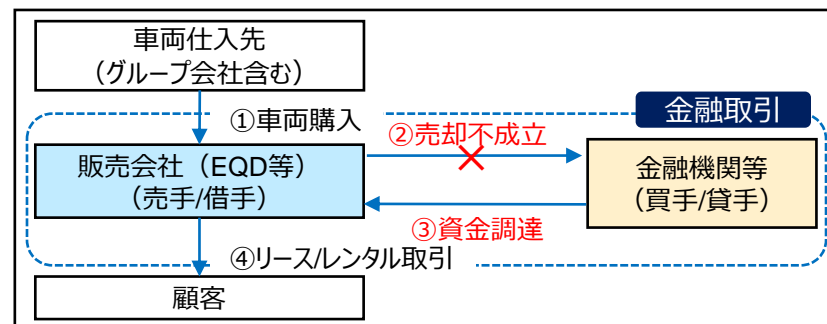 車両仕入先
（グループ会社含む）
①車両購入
金融取引
②売却不成立
販売会社（EQD等）
（売手/借手）
金融機関等
（買手/貸手）
③資金調達
④リース/レンタル取引
顧客